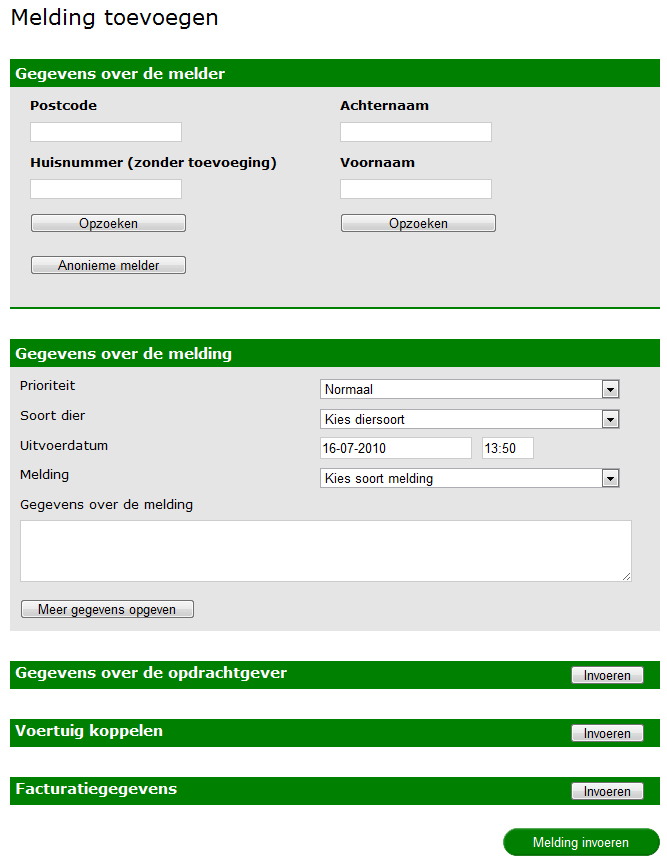 Melding toevoegen
Gegevens over de melder
Postcode Achternaam
Huisnummer (zonder toevoeging) Voornaam
Opzoeken Opzoeken
Anonieme melder
Gegevens over de melding
Prioriteit Normaal
Soort dier Kies diersoort
Uitvoerdatum 16-07-2010 13:50
Melding Kies soort melding
Gegevens over de melding
Meer gegevens opgeven
Gegevens over de opdrachtgever Invoeren
Voertuig koppelen Invoeren
Facturatiegegevens Invoeren
Melding invoeren